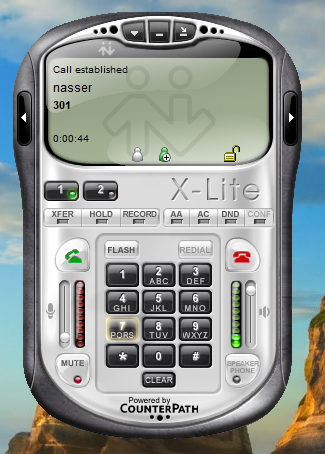 Call established
nasser
301
0:00:44
1 2 X-Lite
XFER HOLD RECORD AA AC DND CONF
FLASH REDIAL
1 2 ABC 3 DEF
4 GHI 5 JKL 6 MNO
7 PQRS 8 TUV 9 WXYZ
* 0 #
MUTE CLEAR SPEAKER PHONE
Powered by
COUNTERPATH